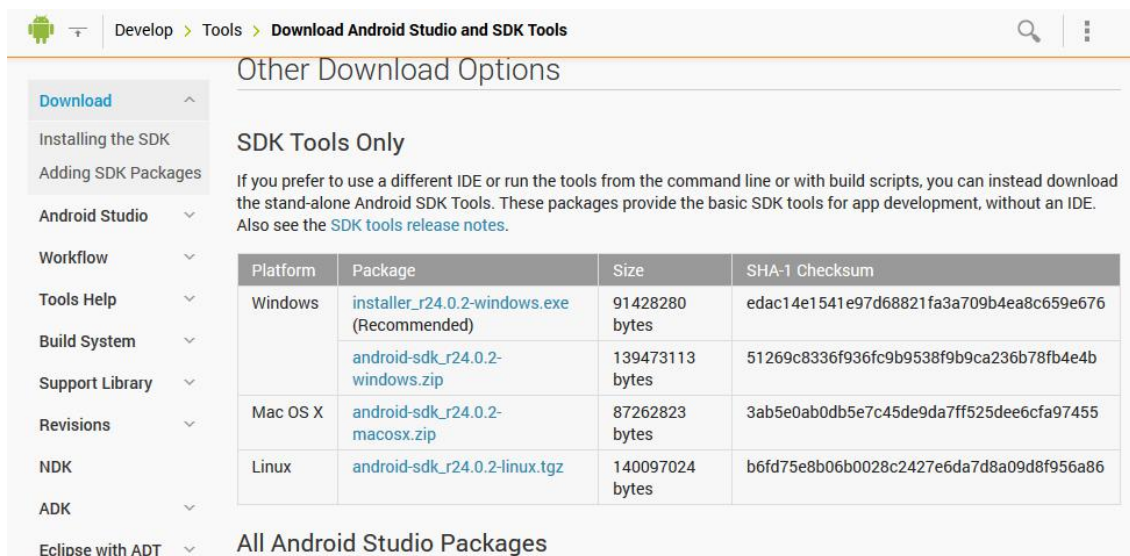 Develop > Tools > Download Android Studio and SDK Tools
Other Download Options
Download
Installing the SDK
Adding SDK Packages
Android Studio
Workflow
Tools Help
Build System
Support Library
Revisions
NDK
ADK
Eclipse with ADT
SDK Tools Only
If you prefer to use a different IDE or run the tools from the command line or with build scripts, you can instead download
the stand-alone Android SDK Tools. These packages provide the basic SDK tools for app development, without an IDE.
Also see the SDK tools release notes.
Platform Package Size SHA-1 Checksum
Windows installer_r24.0.2-windows.exe 91428280 edac14e1541e97d68821fa3a709b4ea8c659e676
(Recommended) bytes
android-sdk_r24.0.2- 139473113 51269c8336f936fc9b9538f9b9ca236b78fb4e4b
windows.zip bytes
Mac OS X android-sdk_r24.0.2- 87262823 3ab5e0ab0db5e7c45de9da7ff525dee6cfa97455
macosx.zip bytes
Linux android-sdk_r24.0.2-linux.tgz 140097024 b6fd75e8b06b0028c2427e6da7d8a09d8f956a86
bytes
All Android Studio Packages